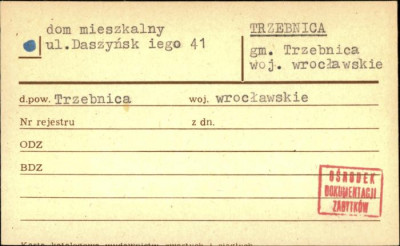 dom mieszkalny
ul.Daszyńsk iego 41
TRZEBNICA
gm. Trzebnica
woj. wrocławskie
d.pow. Trzebnica woj. wrocławskie
Nr rejestru z dn.
ODZ
BDZ
OŚRODEK
DOKUMENTACJI
ZABYTKÓW